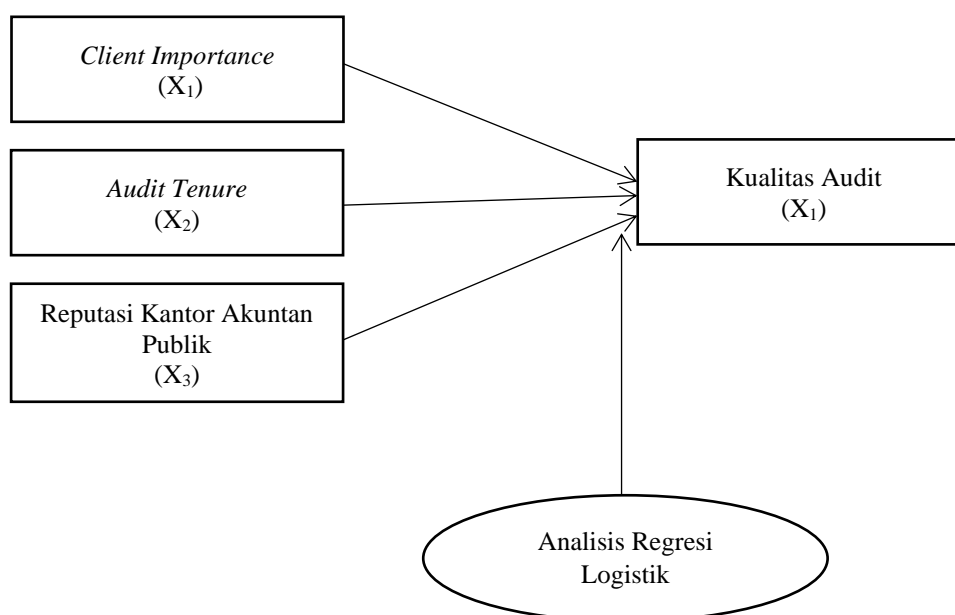 Client Importance
(X₁)
Audit Tenure
(X₂)
Reputasi Kantor Akuntan
Publik
(X₃)
Kualitas Audit
(X₁)
Analisis Regresi
Logistik